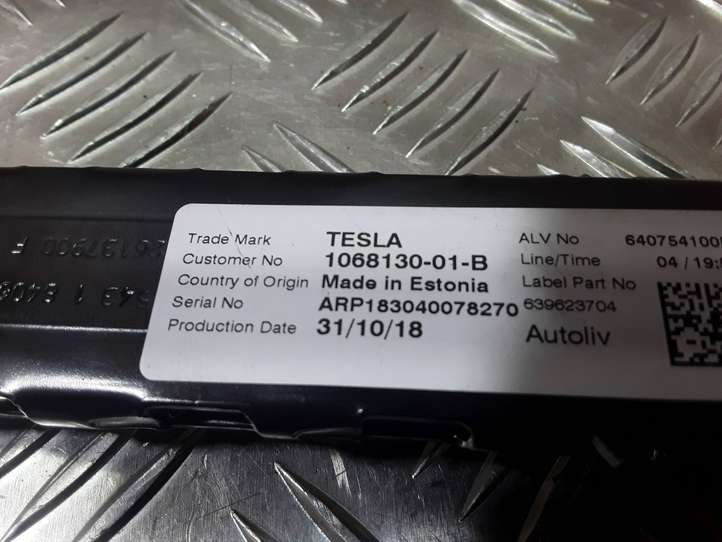 Trade Mark TESLA
Customer No 1068130-01-B
Country of Origin Made in Estonia
Serial No ARP183040078270
Production Date 31/10/18
ALV No 64075410
Line/Time 04 / 19:
Label Part No
639623704
Autoliv